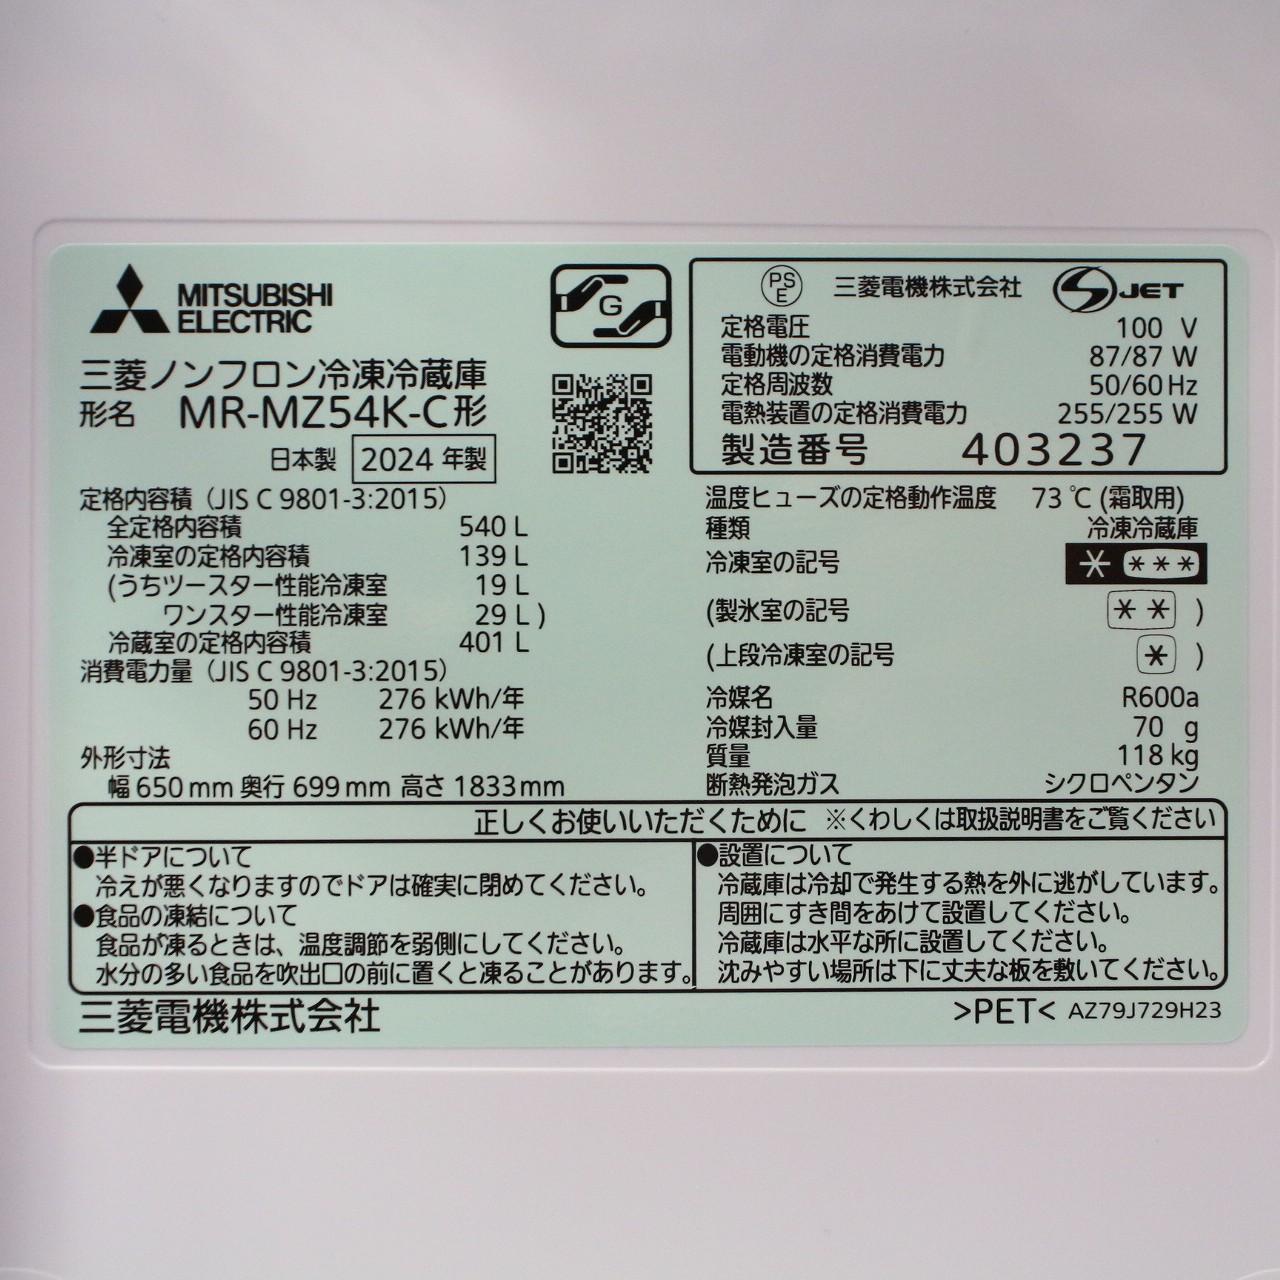 MITSUBISHI
ELECTRIC
三菱ノンフロン冷凍冷蔵庫
形名 MR-MZ54K-C形
日本製 2024 年製
定格内容積（JIS C 9801-3:2015）
全定格内容積 540 L
冷凍室の定格内容積 139 L
(うちツースター性能冷凍室 19 L
ワンスター性能冷凍室 29 L )
冷蔵室の定格内容積 401 L
消費電力量（JIS C 9801-3:2015）
50 Hz 276 kWh/年
60 Hz 276 kWh/年
外形寸法
幅 650 mm 奥行 699 mm 高さ 1833 mm
G
PS
E
三菱電機株式会社 S JET
定格電圧 100 V
電動機の定格消費電力 87/87 W
定格周波数 50/60 Hz
電熱装置の定格消費電力 255/255 W
製造番号 403237
温度ヒューズの定格動作温度 73 ℃ (霜取用)
種類 冷凍冷蔵庫
冷凍室の記号 * ***
(製氷室の記号 ** )
(上段冷凍室の記号 * )
冷媒名 R600a
冷媒封入量 70 g
質量 118 kg
断熱発泡ガス シクロペンタン
正しくお使いいただくために ※くわしくは取扱説明書をご覧ください
●半ドアについて
冷えが悪くなりますのでドアは確実に閉めてください。
●食品の凍結について
食品が凍るときは、温度調節を弱側にしてください。
水分の多い食品を吹出口の前に置くと凍ることがあります。
●設置について
冷蔵庫は冷却で発生する熱を外に逃がしています。
周囲にすき間をあけて設置してください。
冷蔵庫は水平な所に設置してください。
沈みやすい場所は下に丈夫な板を敷いてください。
三菱電機株式会社
>PET< AZ79J729H23